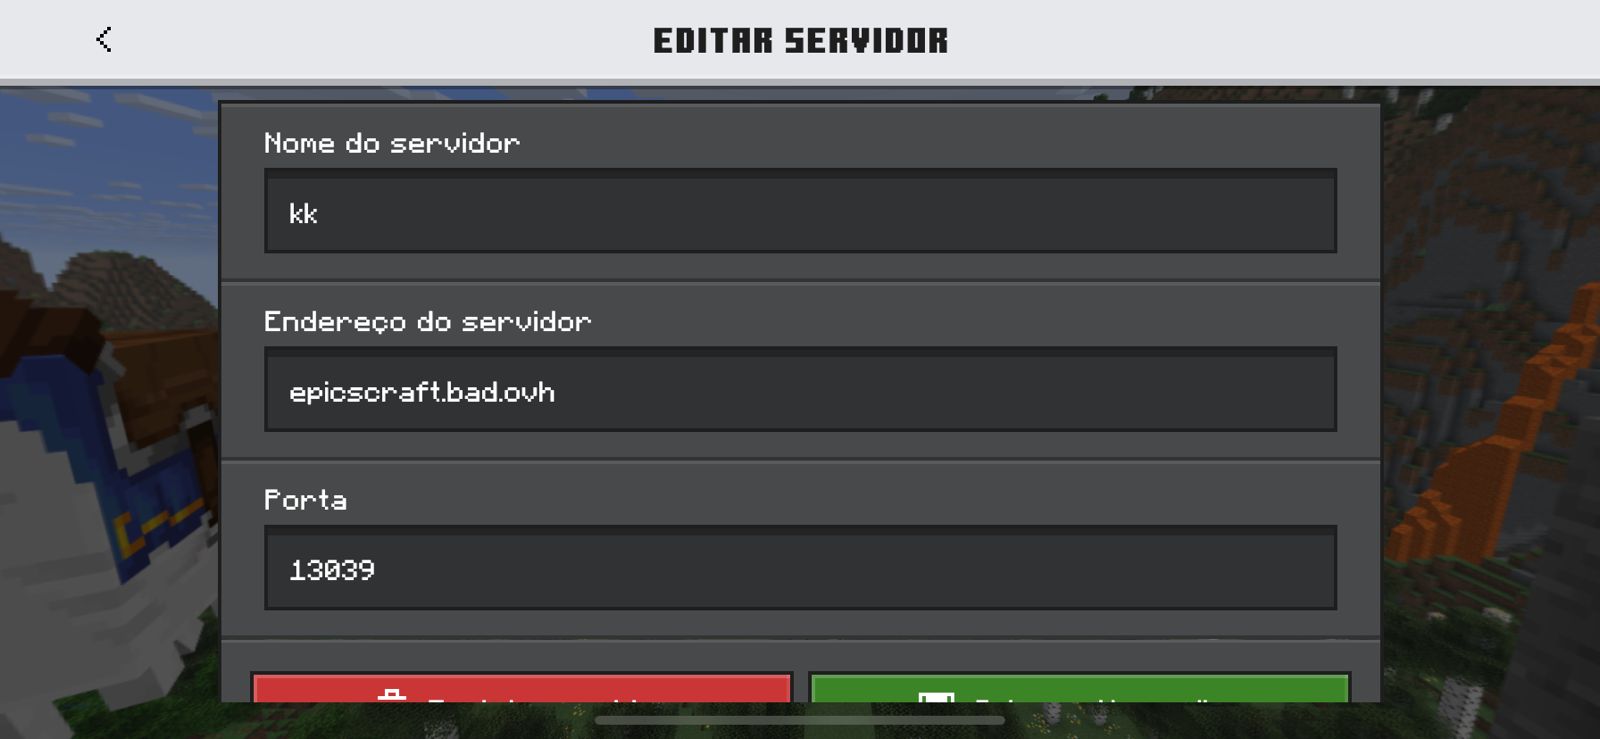 EDITAR SERVIDOR
Nome do servidor
kk
Endereço do servidor
epicscraft.bad.ovh
Porta
13039